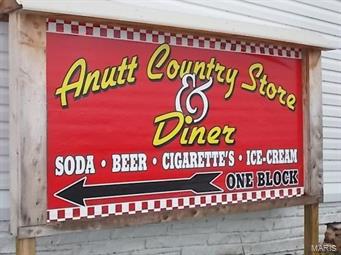 Anutt Country Store
&
Diner
SODA • BEER • CIGARETTE'S • ICE-CREAM
ONE BLOCK
MARIS